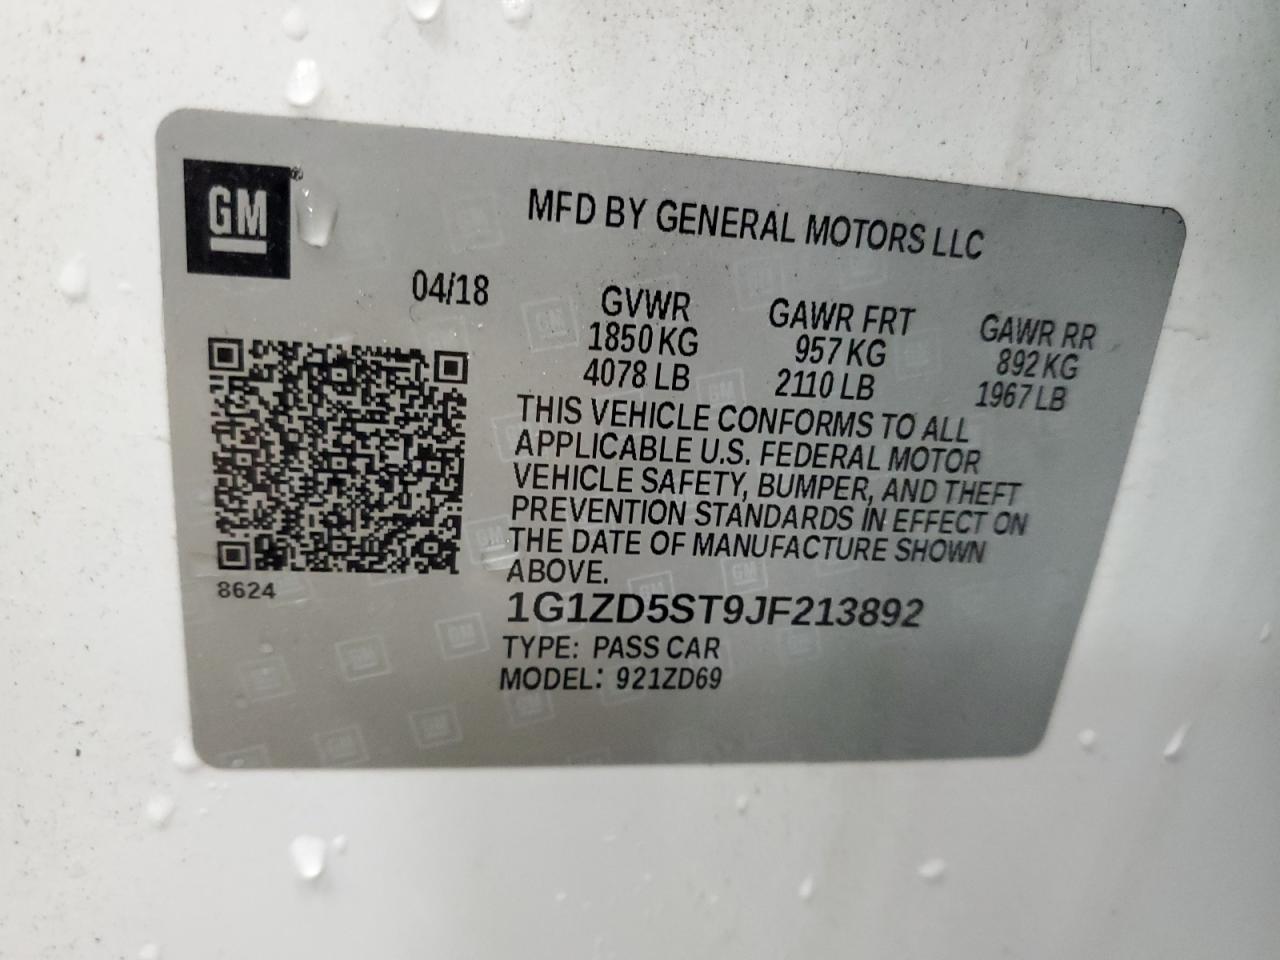 GM
MFD BY GENERAL MOTORS LLC
04/18
GVWR GAWR FRT GAWR RR
1850 KG 957 KG 892 KG
4078 LB 2110 LB 1967 LB
THIS VEHICLE CONFORMS TO ALL
APPLICABLE U.S. FEDERAL MOTOR
VEHICLE SAFETY, BUMPER, AND THEFT
PREVENTION STANDARDS IN EFFECT ON
THE DATE OF MANUFACTURE SHOWN
ABOVE.
8624
1G1ZD5ST9JF213892
TYPE: PASS CAR
MODEL: 921ZD69